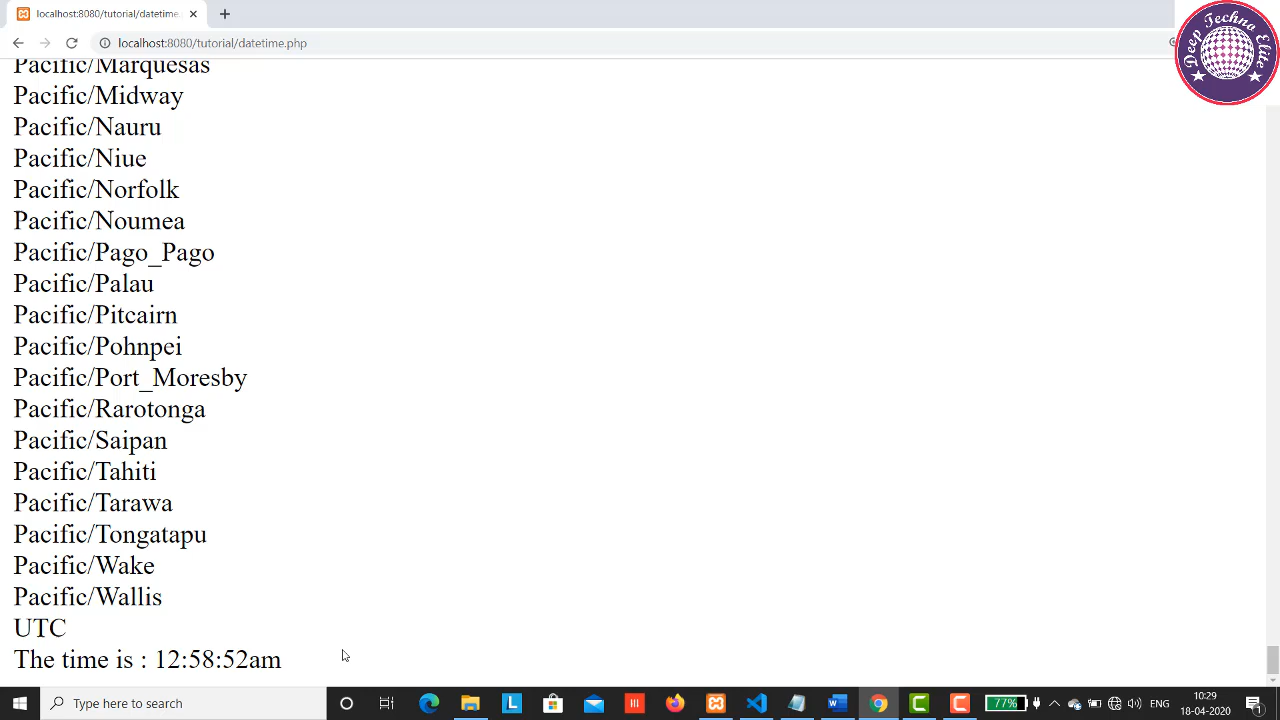 localhost:8080/tutorial/datetime.
localhost:8080/tutorial/datetime.php
Deep Techno Elite
Pacific/Marquesas
Pacific/Midway
Pacific/Nauru
Pacific/Niue
Pacific/Norfolk
Pacific/Noumea
Pacific/Pago_Pago
Pacific/Palau
Pacific/Pitcairn
Pacific/Pohnpei
Pacific/Port_Moresby
Pacific/Rarotonga
Pacific/Saipan
Pacific/Tahiti
Pacific/Tarawa
Pacific/Tongatapu
Pacific/Wake
Pacific/Wallis
UTC
The time is : 12:58:52am
Type here to search
L
W
77%
ENG
10:29
18-04-2020
1